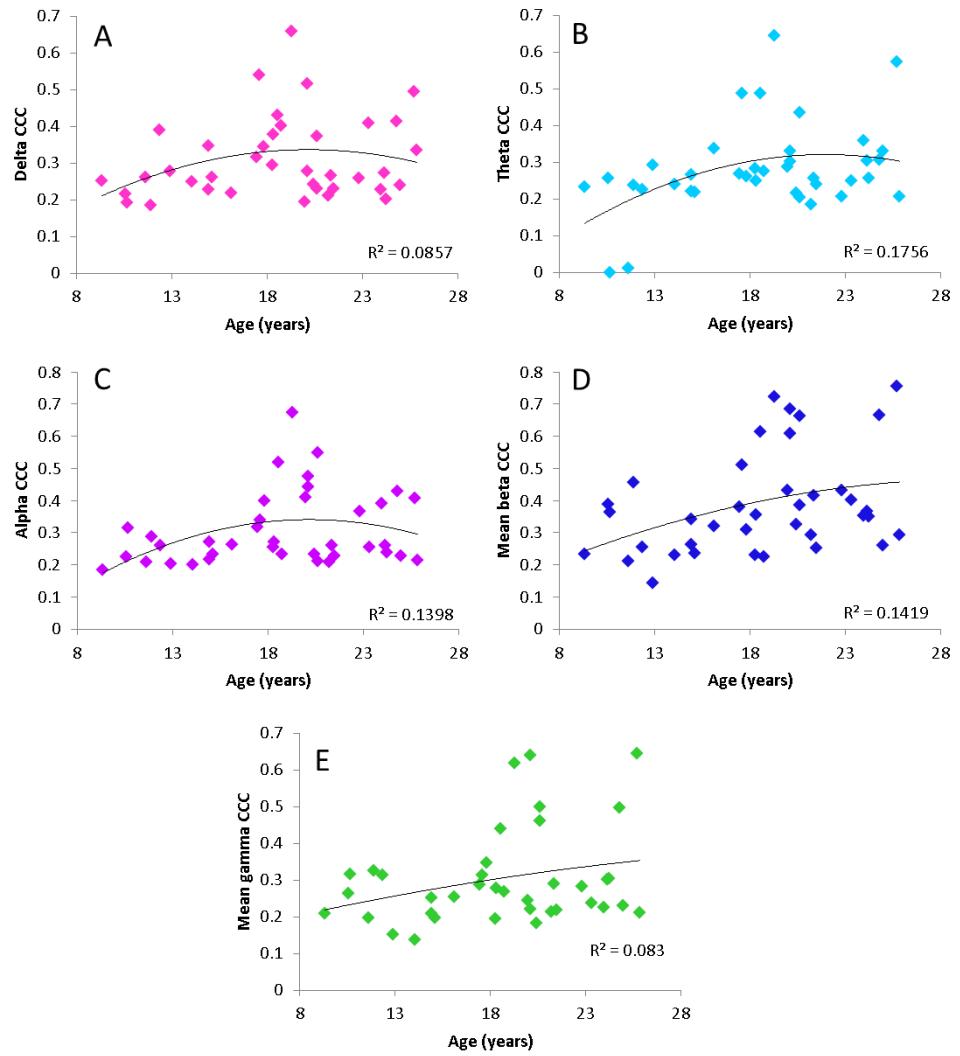 A
Delta CCC
0.7
0.6
0.5
0.4
0.3
0.2
0.1
0
R² = 0.0857
8 13 18 23 28
Age (years)
B
Theta CCC
0.7
0.6
0.5
0.4
0.3
0.2
0.1
0
R² = 0.1756
8 13 18 23 28
Age (years)
C
Alpha CCC
0.8
0.7
0.6
0.5
0.4
0.3
0.2
0.1
0
R² = 0.1398
8 13 18 23 28
Age (years)
D
Mean beta CCC
0.8
0.7
0.6
0.5
0.4
0.3
0.2
0.1
0
R² = 0.1419
8 13 18 23 28
Age (years)
E
Mean gamma CCC
0.7
0.6
0.5
0.4
0.3
0.2
0.1
0
R² = 0.083
8 13 18 23 28
Age (years)